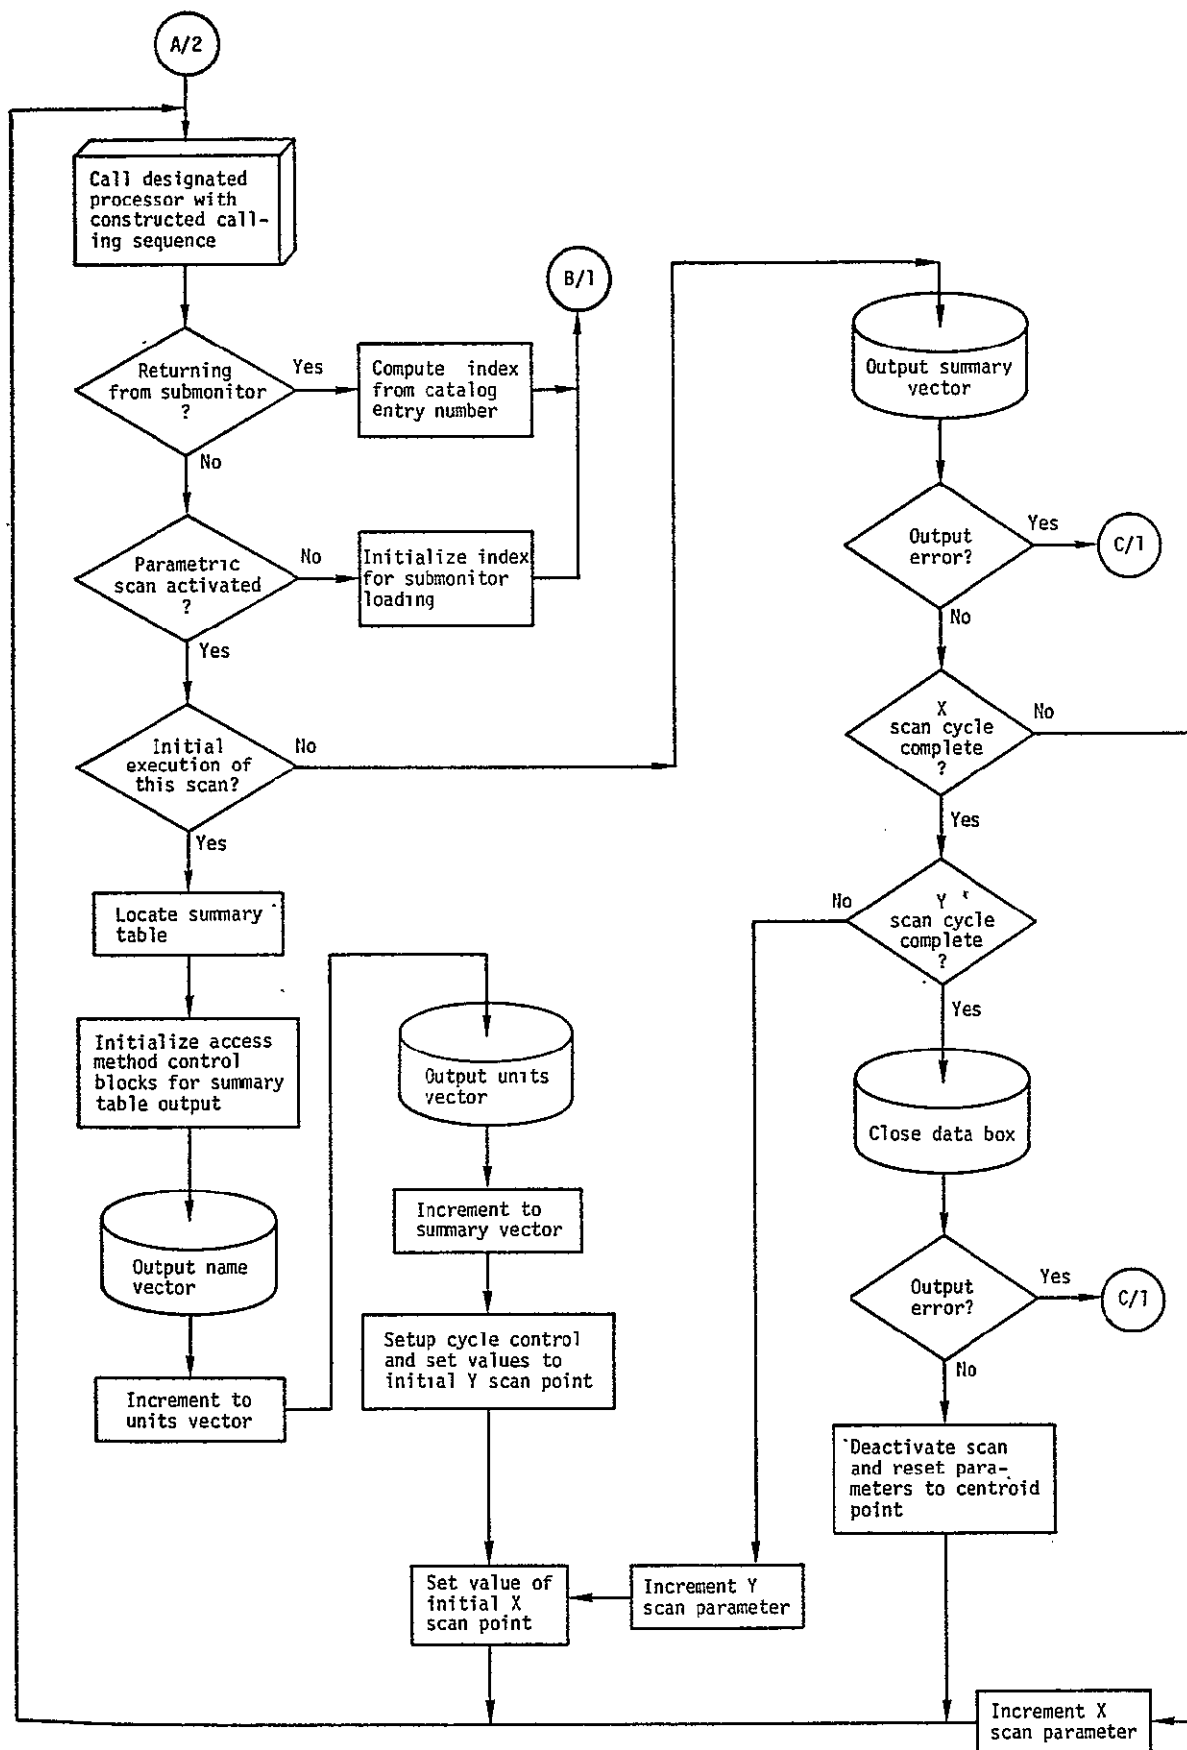 A/2
Call designated
processor with
constructed call-
ing sequence
Returning
from submonitor
?
Yes
No
Compute index
from catalog
entry number
B/1
Parametric
scan activated
?
No
Yes
Initialize index
for submonitor
loading
Initial
execution of
this scan?
No
Yes
Locate summary
table
Initialize access
method control
blocks for summary
table output
Output name
vector
Increment to
units vector
Output units
vector
Increment to
summary vector
Setup cycle control
and set values to
initial Y scan point
Set value of
initial X
scan point
Increment Y
scan parameter
Output summary
vector
Output
error?
Yes
C/1
No
X
scan cycle
complete
?
No
Yes
Y
scan cycle
complete
?
No
Yes
Close data box
Output
error?
Yes
C/1
No
Deactivate scan
and reset para-
meters to centroid
point
Increment X
scan parameter